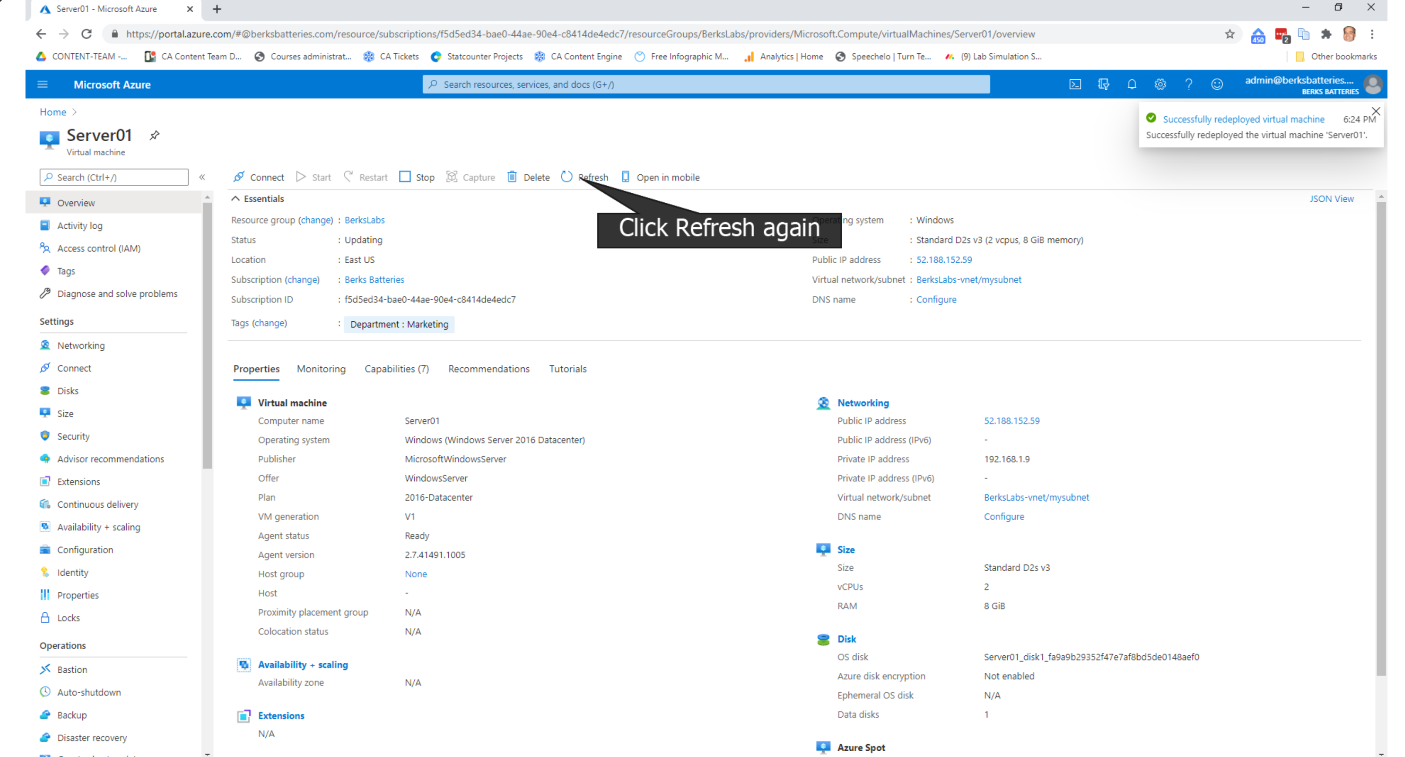 Server01 - Microsoft Azure
https://portal.azure.com/#@berksbatteries.com/resource/subscriptions/f5d5ed34-bae0-44ae-90e4-c8414de4edc7/resourceGroups/BerksLabs/providers/Microsoft.Compute/virtualMachines/Server01/overview
450 2
CONTENT-TEAM -... CA Content Team D... Courses administrat... CA Tickets Statcounter Projects CA Content Engine Free Infographic M... Analytics | Home Speechelo | Turn Te... (9) Lab Simulation S... Other bookmarks
Microsoft Azure Search resources, services, and docs (G+/) admin@berksbatteries....
BERKS BATTERIES
Home >
Server01
Virtual machine
Successfully redeployed virtual machine 6:24 PM
Successfully redeployed the virtual machine 'Server01'.
Search (Ctrl+/) «
Connect Start Restart Stop Capture Delete Refresh Open in mobile
Click Refresh again
Overview
Activity log
Access control (IAM)
Tags
Diagnose and solve problems
Settings
Networking
Connect
Disks
Size
Security
Advisor recommendations
Extensions
Continuous delivery
Availability + scaling
Configuration
Identity
Properties
Locks
Operations
Bastion
Auto-shutdown
Backup
Disaster recovery
Essentials JSON View
Resource group (change) : BerksLabs
Status : Updating
Location : East US
Subscription (change) : Berks Batteries
Subscription ID : f5d5ed34-bae0-44ae-90e4-c8414de4edc7
Tags (change) : Department : Marketing
Operating system : Windows
: Standard D2s v3 (2 vcpus, 8 GiB memory)
Public IP address : 52.188.152.59
Virtual network/subnet : BerksLabs-vnet/mysubnet
DNS name : Configure
Properties Monitoring Capabilities (7) Recommendations Tutorials
Virtual machine
Computer name Server01
Operating system Windows (Windows Server 2016 Datacenter)
Publisher MicrosoftWindowsServer
Offer WindowsServer
Plan 2016-Datacenter
VM generation V1
Agent status Ready
Agent version 2.7.41491.1005
Host group None
Host -
Proximity placement group N/A
Colocation status N/A
Availability + scaling
Availability zone N/A
Extensions
N/A
Networking
Public IP address 52.188.152.59
Public IP address (IPv6) -
Private IP address 192.168.1.9
Private IP address (IPv6) -
Virtual network/subnet BerksLabs-vnet/mysubnet
DNS name Configure
Size
Size Standard D2s v3
vCPUs 2
RAM 8 GiB
Disk
OS disk Server01_disk1_fa9a9b29352f47e7af8bd5de0148aef0
Azure disk encryption Not enabled
Ephemeral OS disk N/A
Data disks 1
Azure Spot